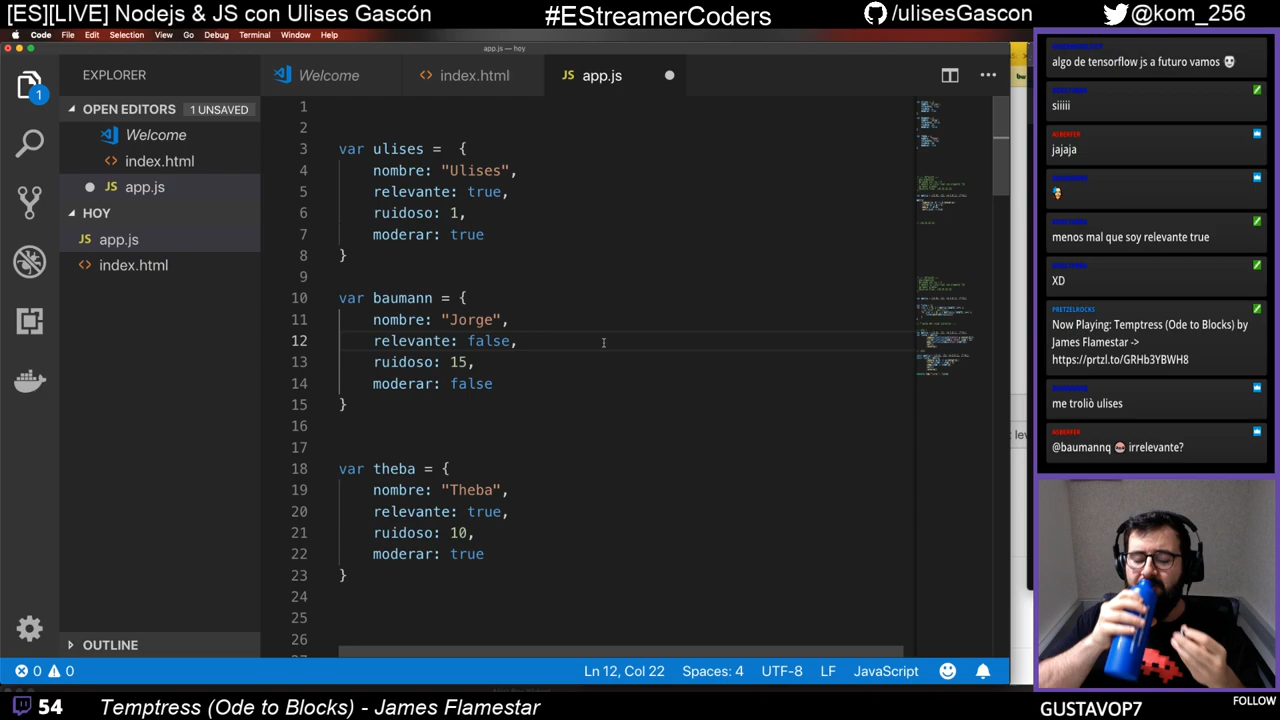 [ES][LIVE] Nodejs & JS con Ulises Gascón
#EStreamerCoders
/ulisesGascon
@kom_256
Code File Edit Selection View Go Debug Terminal Window Help
app.js — hoy
EXPLORER
Welcome
index.html
JS app.js
OPEN EDITORS 1 UNSAVED
Welcome
index.html
JS app.js
HOY
JS app.js
index.html
OUTLINE
1
1
2
3 var ulises = {
4 nombre: "Ulises",
5 relevante: true,
6 ruidoso: 1,
7 moderar: true
8 }
9
10 var baumann = {
11 nombre: "Jorge",
12 relevante: false,
13 ruidoso: 15,
14 moderar: false
15 }
16
17
18 var theba = {
19 nombre: "Theba",
20 relevante: true,
21 ruidoso: 10,
22 moderar: true
23 }
24
25
26
0 0
Ln 12, Col 22 Spaces: 4 UTF-8 LF JavaScript
algo de tensorflow js a futuro vamos
siiiii
ASBERFER
jajaja
menos mal que soy relevante true
XD
PRETZELROCKS
Now Playing: Temptress (Ode to Blocks) by
James Flamestar ->
https://prtzl.to/GRHb3YBWH8
me troliò ulises
ASBERFER
@baumannq irrelevante?
54 Temptress (Ode to Blocks) - James Flamestar
GUSTAVOP7
FOLLOW